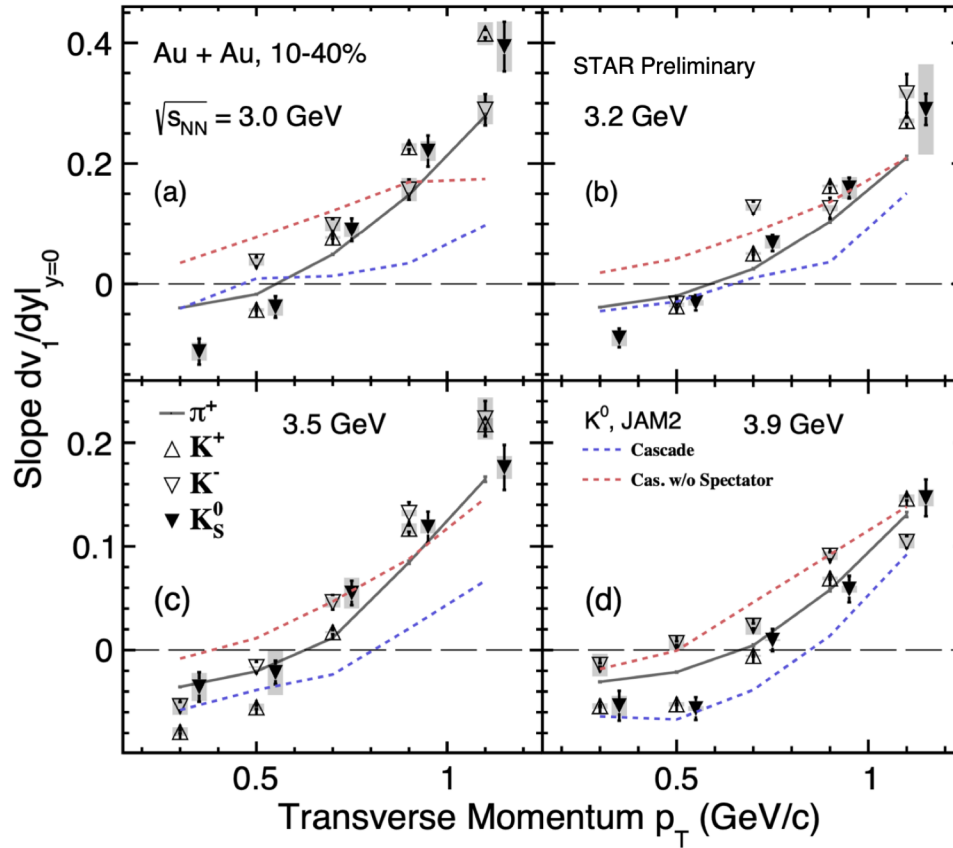 Slope dv₁/dy|y=0
0.4
0.2
0
Au + Au, 10-40%
√sNN = 3.0 GeV
(a)
STAR Preliminary
3.2 GeV
(b)
0.2
0.1
0
π⁺
K⁺
K⁻
K⁰S
3.5 GeV
(c)
K⁰, JAM2
3.9 GeV
Cascade
Cas. w/o Spectator
(d)
0.5 1 0.5 1
Transverse Momentum pT (GeV/c)